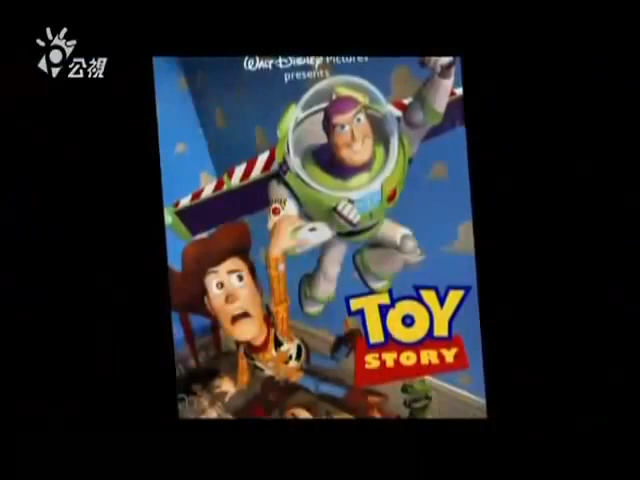 公視
Walt Disney Pictures
presents
TOY
STORY